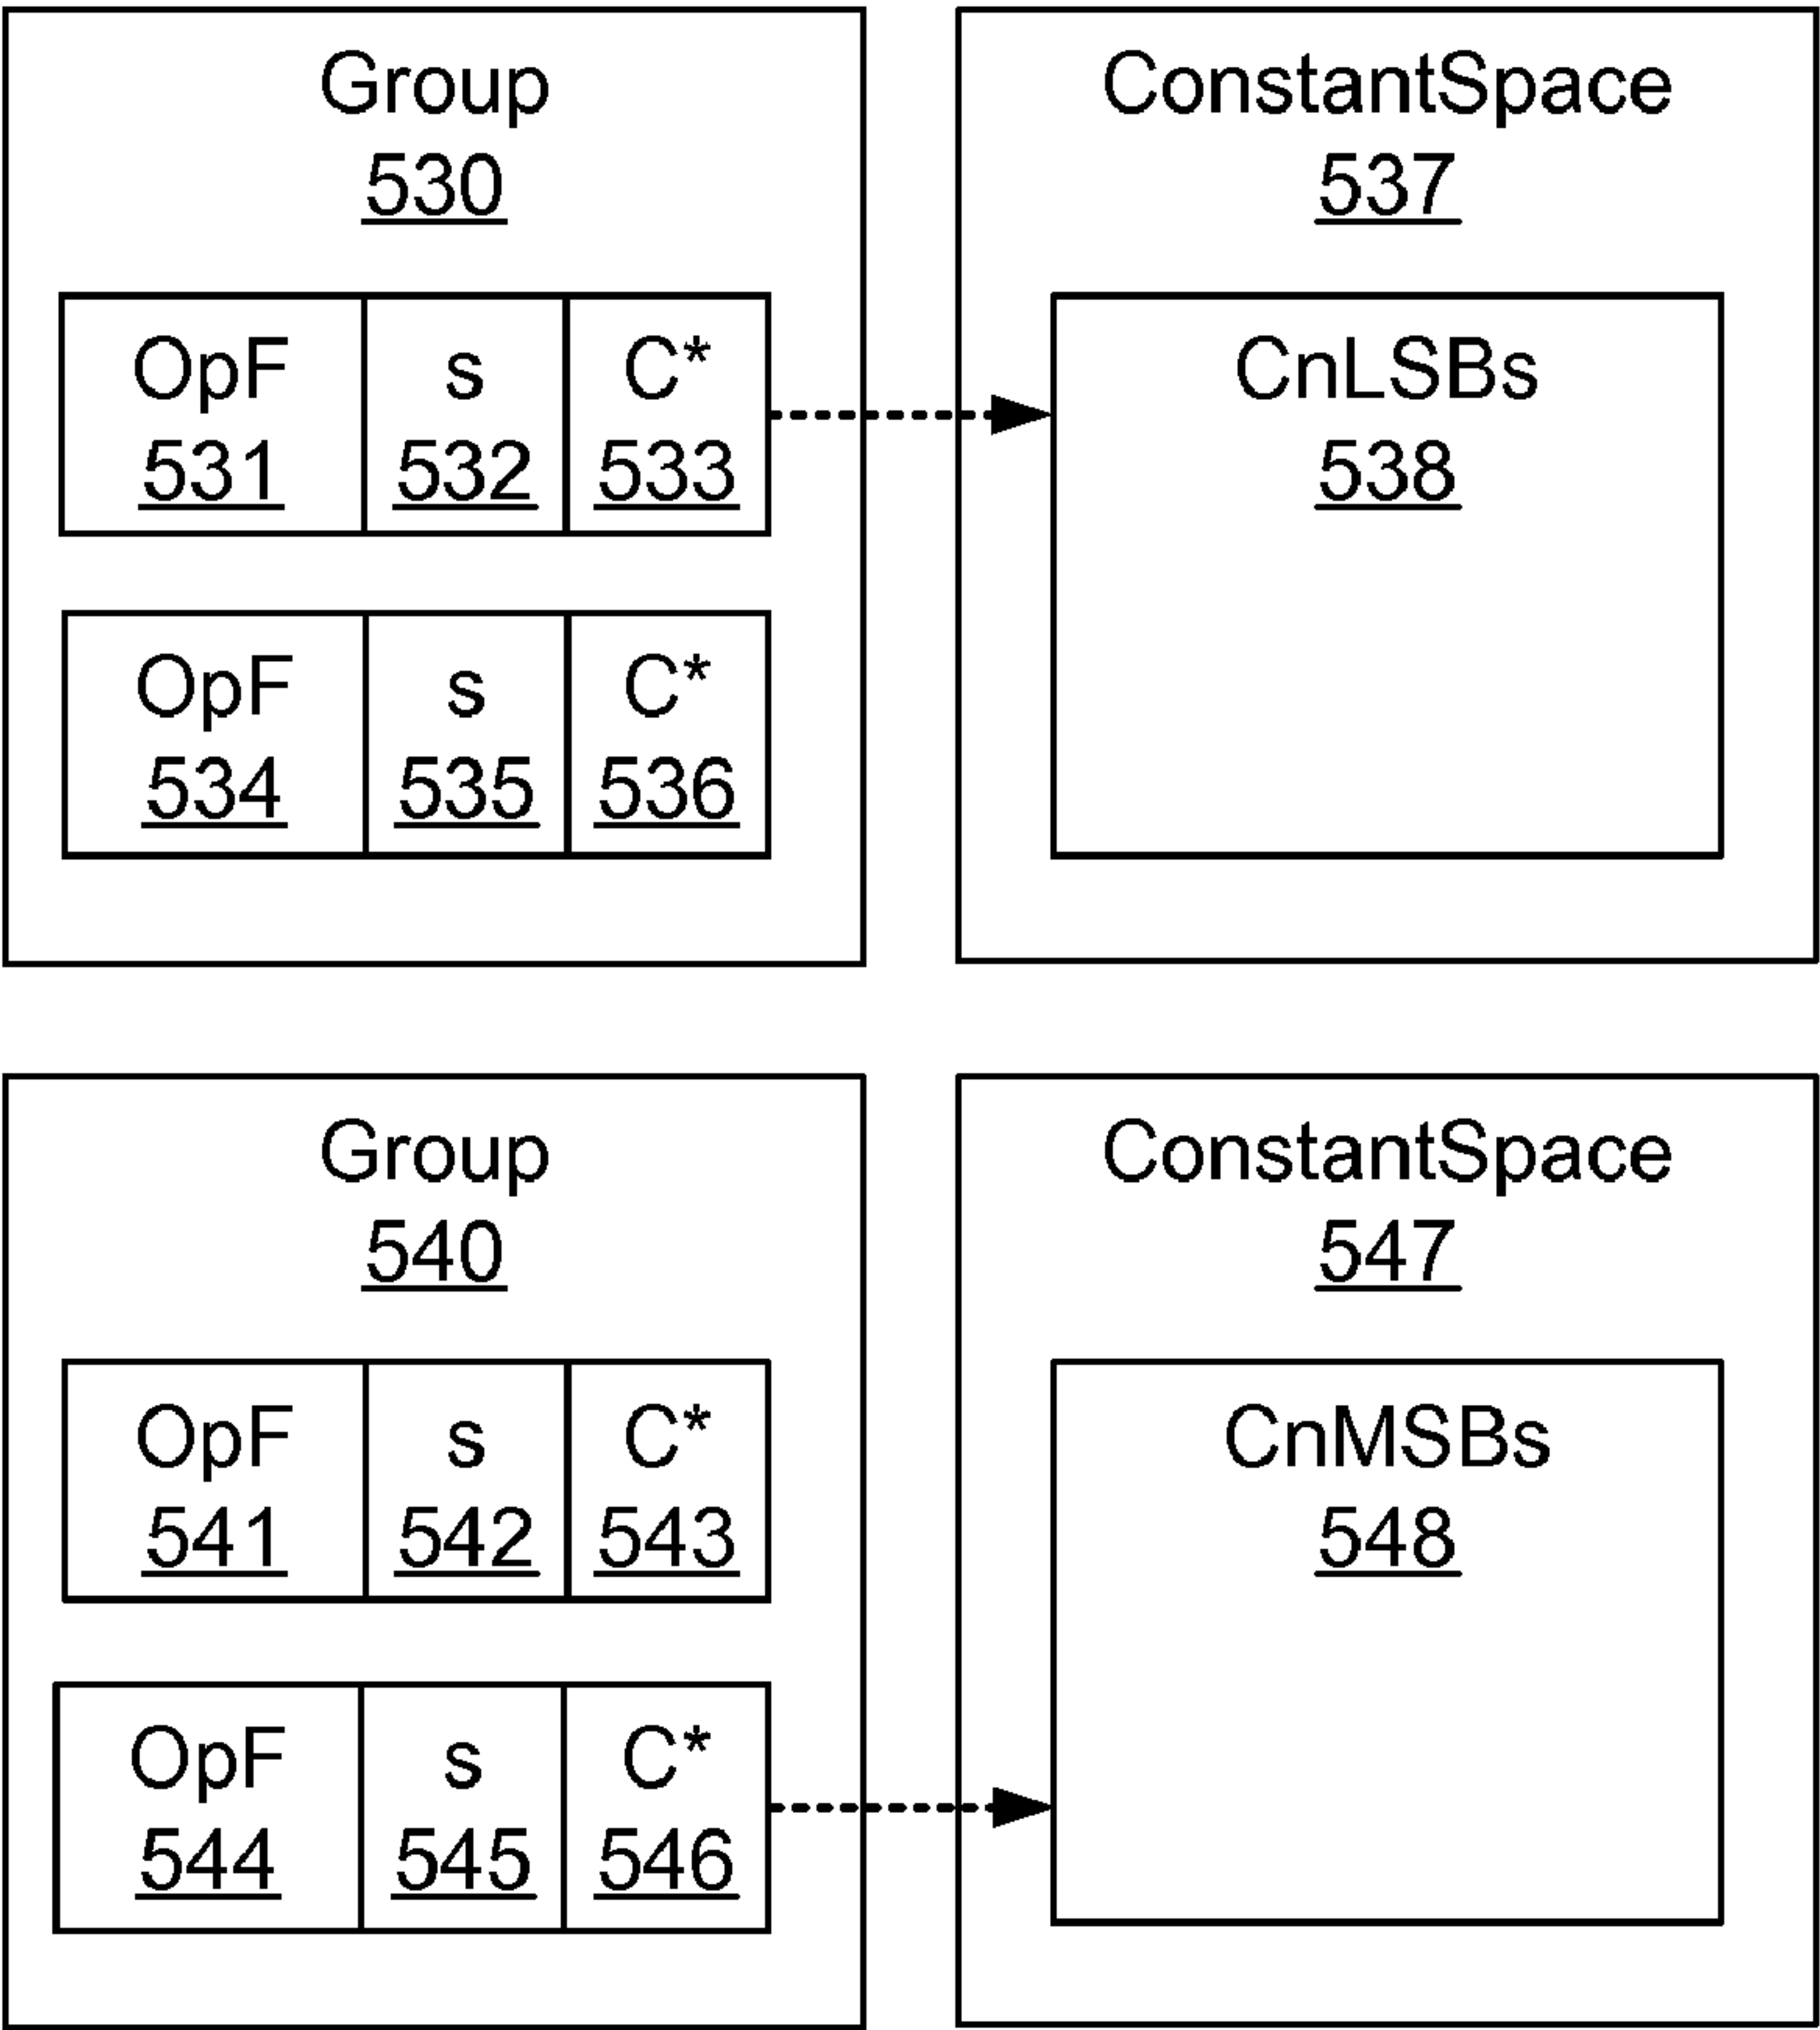 Group
530
ConstantSpace
537
OpF s C*
531 532 533
CnLSBs
538
OpF s C*
534 535 536
Group
540
ConstantSpace
547
OpF s C*
541 542 543
CnMSBs
548
OpF s C*
544 545 546